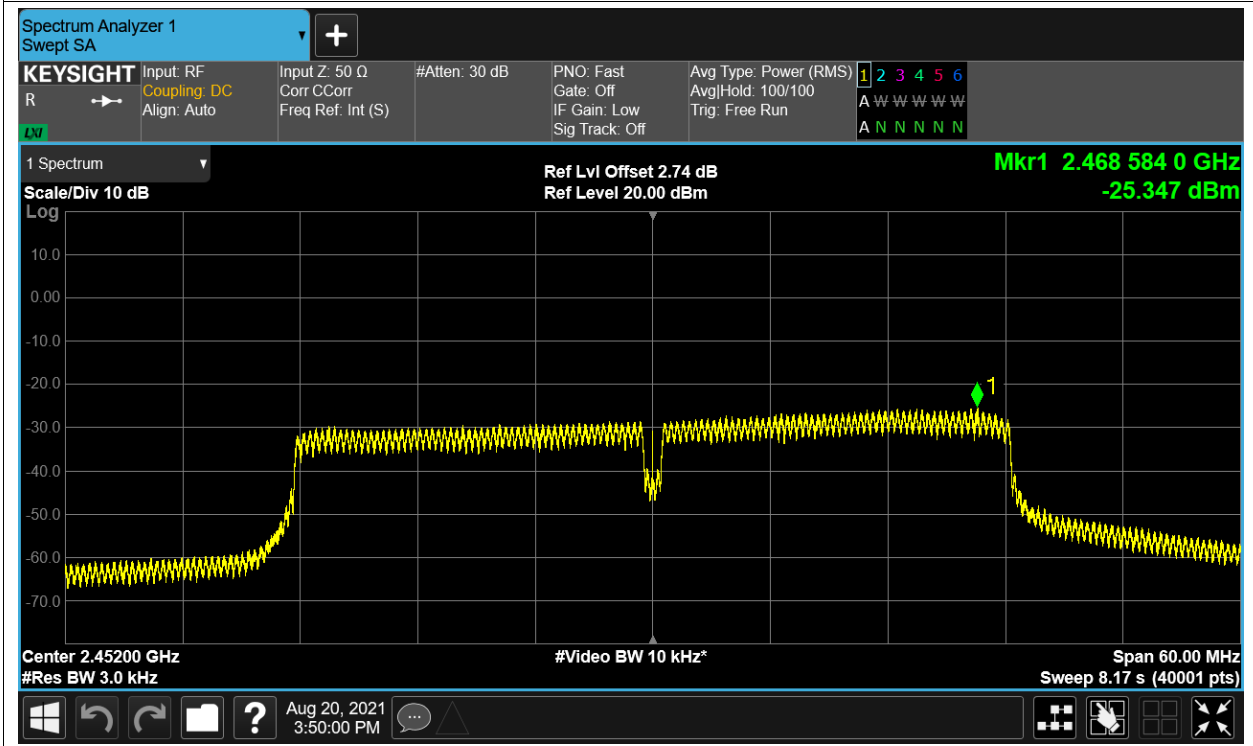 Spectrum Analyzer 1
Swept SA
KEYSIGHT
R
LXI
Input: RF
Coupling: DC
Align: Auto
Input Z: 50 Ω
Corr CCorr
Freq Ref: Int (S)
#Atten: 30 dB
PNO: Fast
Gate: Off
IF Gain: Low
Sig Track: Off
Avg Type: Power (RMS)
Avg|Hold: 100/100
Trig: Free Run
1 2 3 4 5 6
A W W W W W
A N N N N N
1 Spectrum
Scale/Div 10 dB
Log
Ref Lvl Offset 2.74 dB
Ref Level 20.00 dBm
Mkr1 2.468 584 0 GHz
-25.347 dBm
10.0
0.00
-10.0
-20.0
-30.0
-40.0
-50.0
-60.0
-70.0
1
Center 2.45200 GHz
#Res BW 3.0 kHz
#Video BW 10 kHz*
Span 60.00 MHz
Sweep 8.17 s (40001 pts)
?
Aug 20, 2021
3:50:00 PM